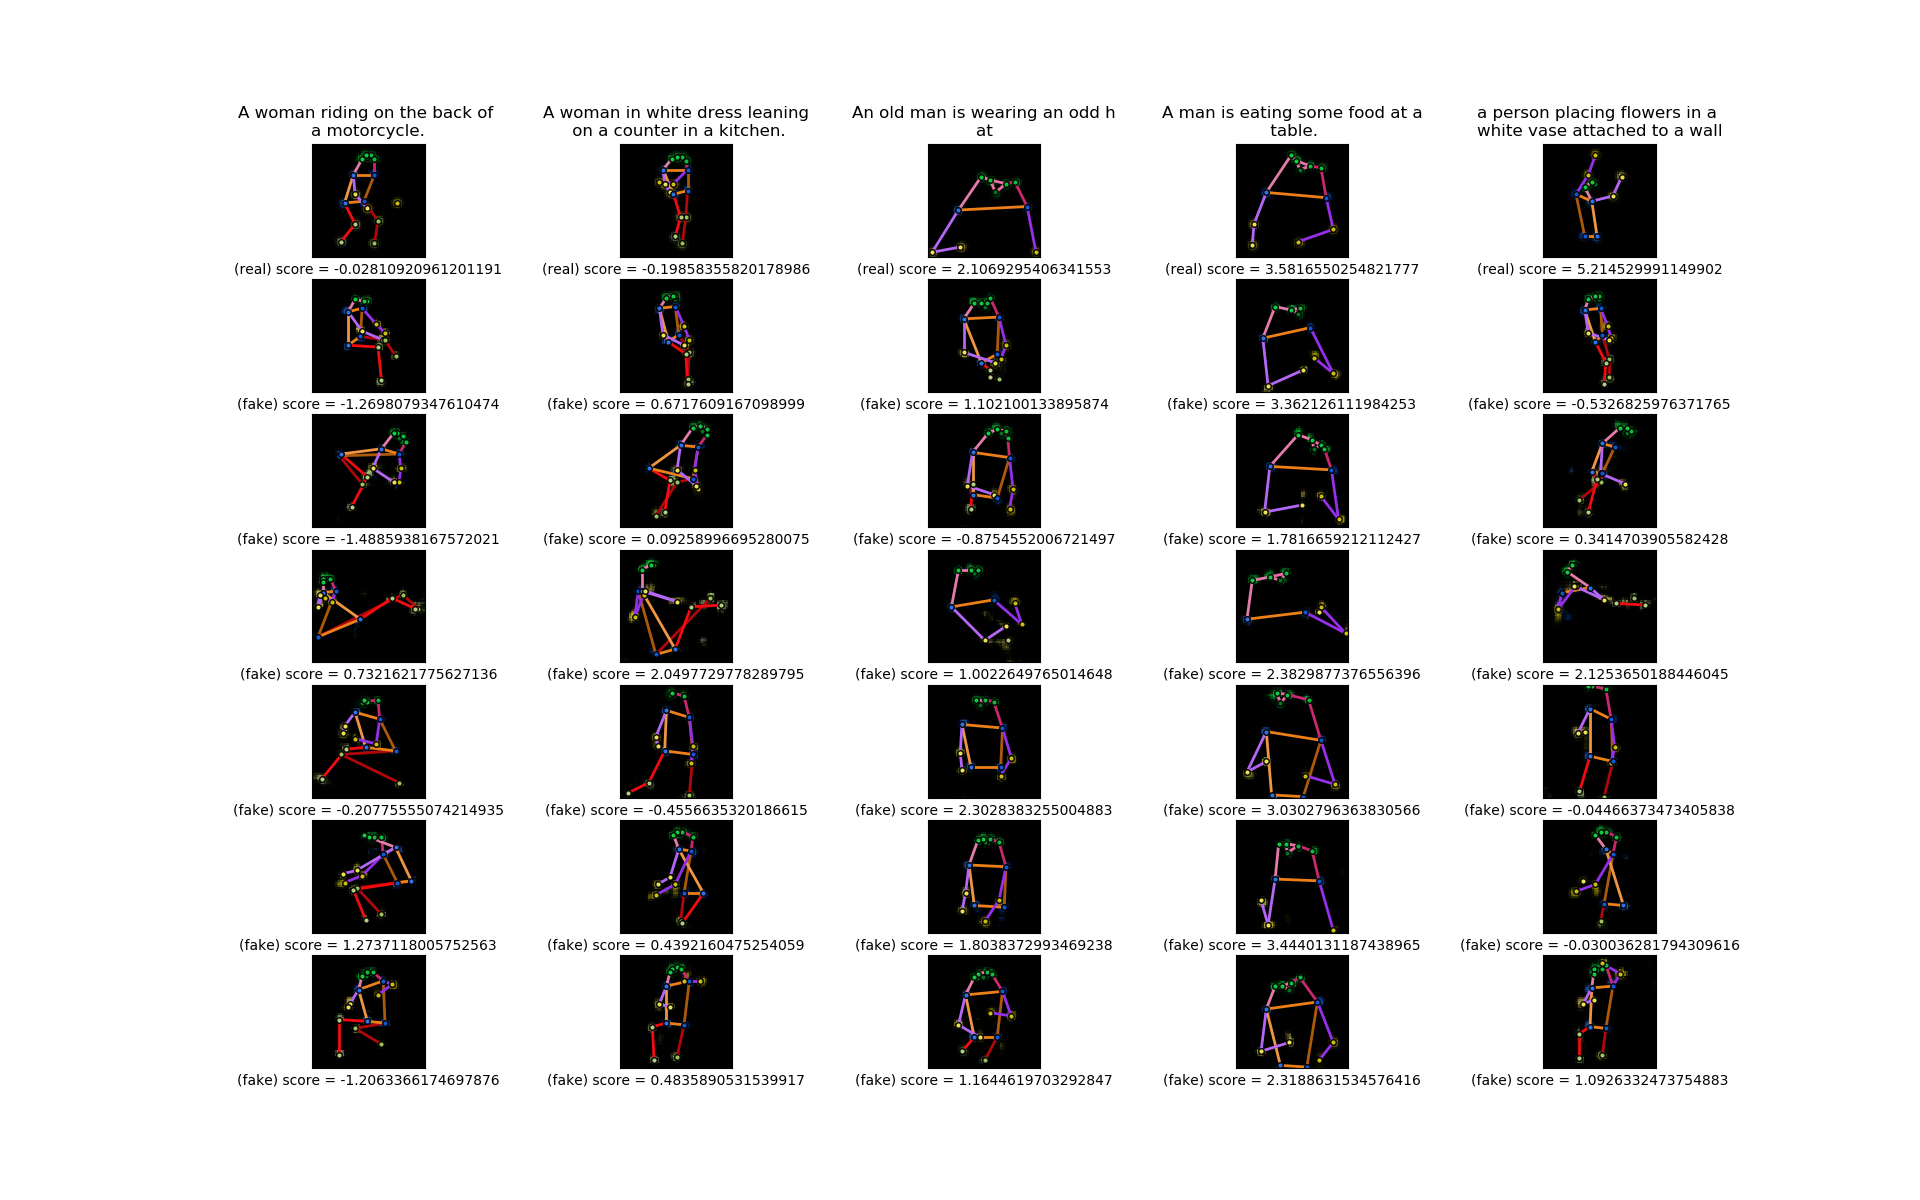 A woman riding on the back of
a motorcycle.
A woman in white dress leaning
on a counter in a kitchen.
An old man is wearing an odd h
at
A man is eating some food at a
table.
a person placing flowers in a
white vase attached to a wall
(real) score = -0.02810920961201191
(real) score = -0.19858355820178986
(real) score = 2.1069295406341553
(real) score = 3.5816550254821777
(real) score = 5.214529991149902
(fake) score = -1.2698079347610474
(fake) score = 0.6717609167098999
(fake) score = 1.102100133895874
(fake) score = 3.362126111984253
(fake) score = -0.5326825976371765
(fake) score = -1.4885938167572021
(fake) score = 0.09258996695280075
(fake) score = -0.8754552006721497
(fake) score = 1.7816659212112427
(fake) score = 0.3414703905582428
(fake) score = 0.7321621775627136
(fake) score = 2.0497729778289795
(fake) score = 1.0022649765014648
(fake) score = 2.3829877376556396
(fake) score = 2.1253650188446045
(fake) score = -0.20775555074214935
(fake) score = -0.4556635320186615
(fake) score = 2.3028383255004883
(fake) score = 3.0302796363830566
(fake) score = -0.04466373473405838
(fake) score = 1.2737118005752563
(fake) score = 0.4392160475254059
(fake) score = 1.8038372993469238
(fake) score = 3.4440131187438965
(fake) score = -0.030036281794309616
(fake) score = -1.2063366174697876
(fake) score = 0.4835890531539917
(fake) score = 1.1644619703292847
(fake) score = 2.3188631534576416
(fake) score = 1.0926332473754883